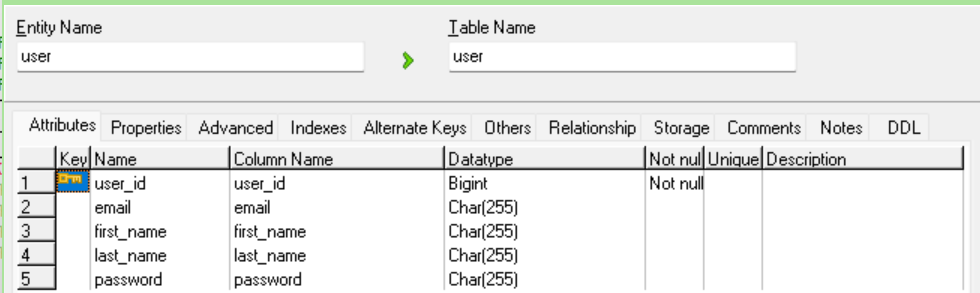 Entity Name Table Name
user user
Attributes Properties Advanced Indexes Alternate Keys Others Relationship Storage Comments Notes DDL
Key Name Column Name Datatype Not nul Unique Description
1 user_id user_id Bigint Not null
2 email email Char(255)
3 first_name first_name Char(255)
4 last_name last_name Char(255)
5 password password Char(255)